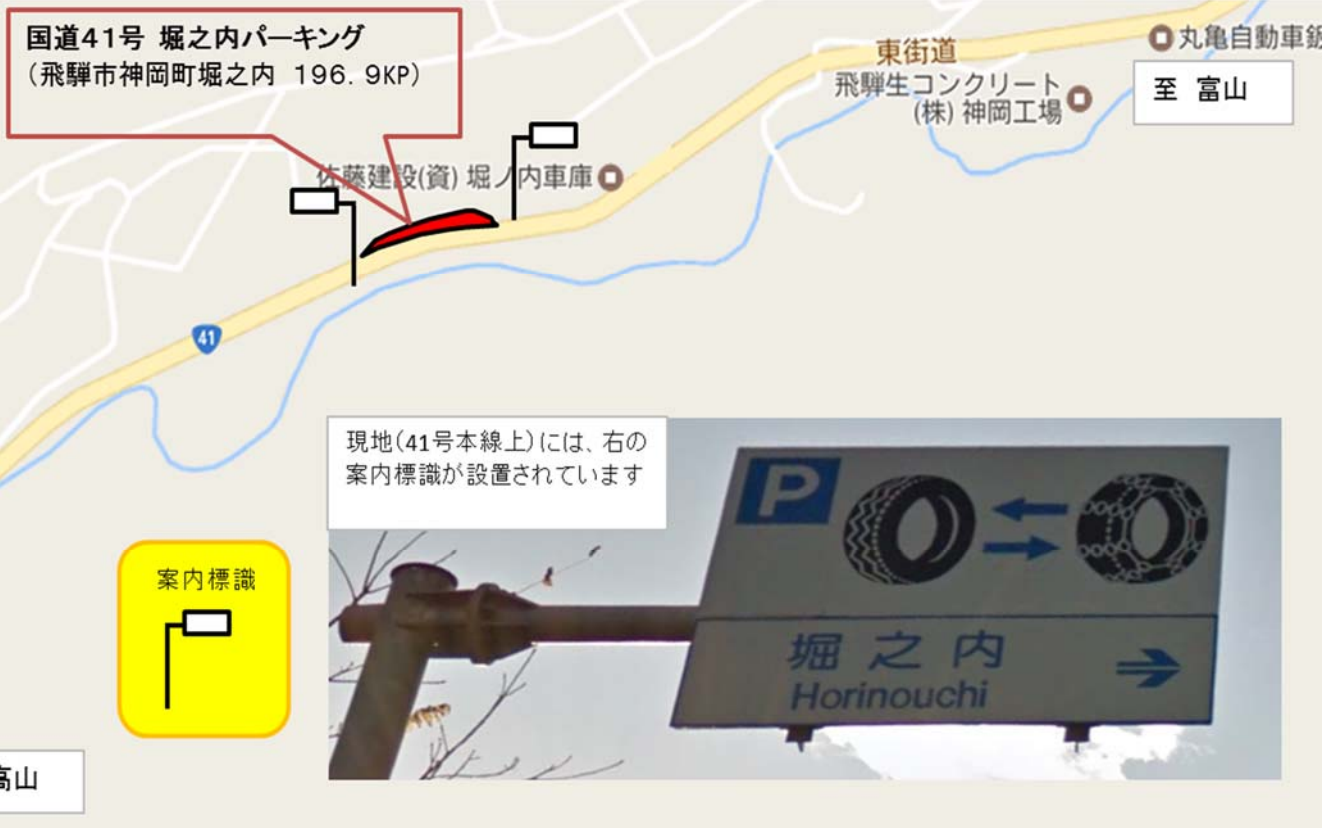 国道41号 堀之内パーキング
（飛騨市神岡町堀之内 196．9KP）
東街道
丸亀自動車鈑
飛騨生コンクリート
(株) 神岡工場
至 富山
佐藤建設(資) 堀ノ内車庫
41
現地(41号本線上)には、右の
案内標識が設置されています
P
堀之内
Horinouchi
案内標識
高山